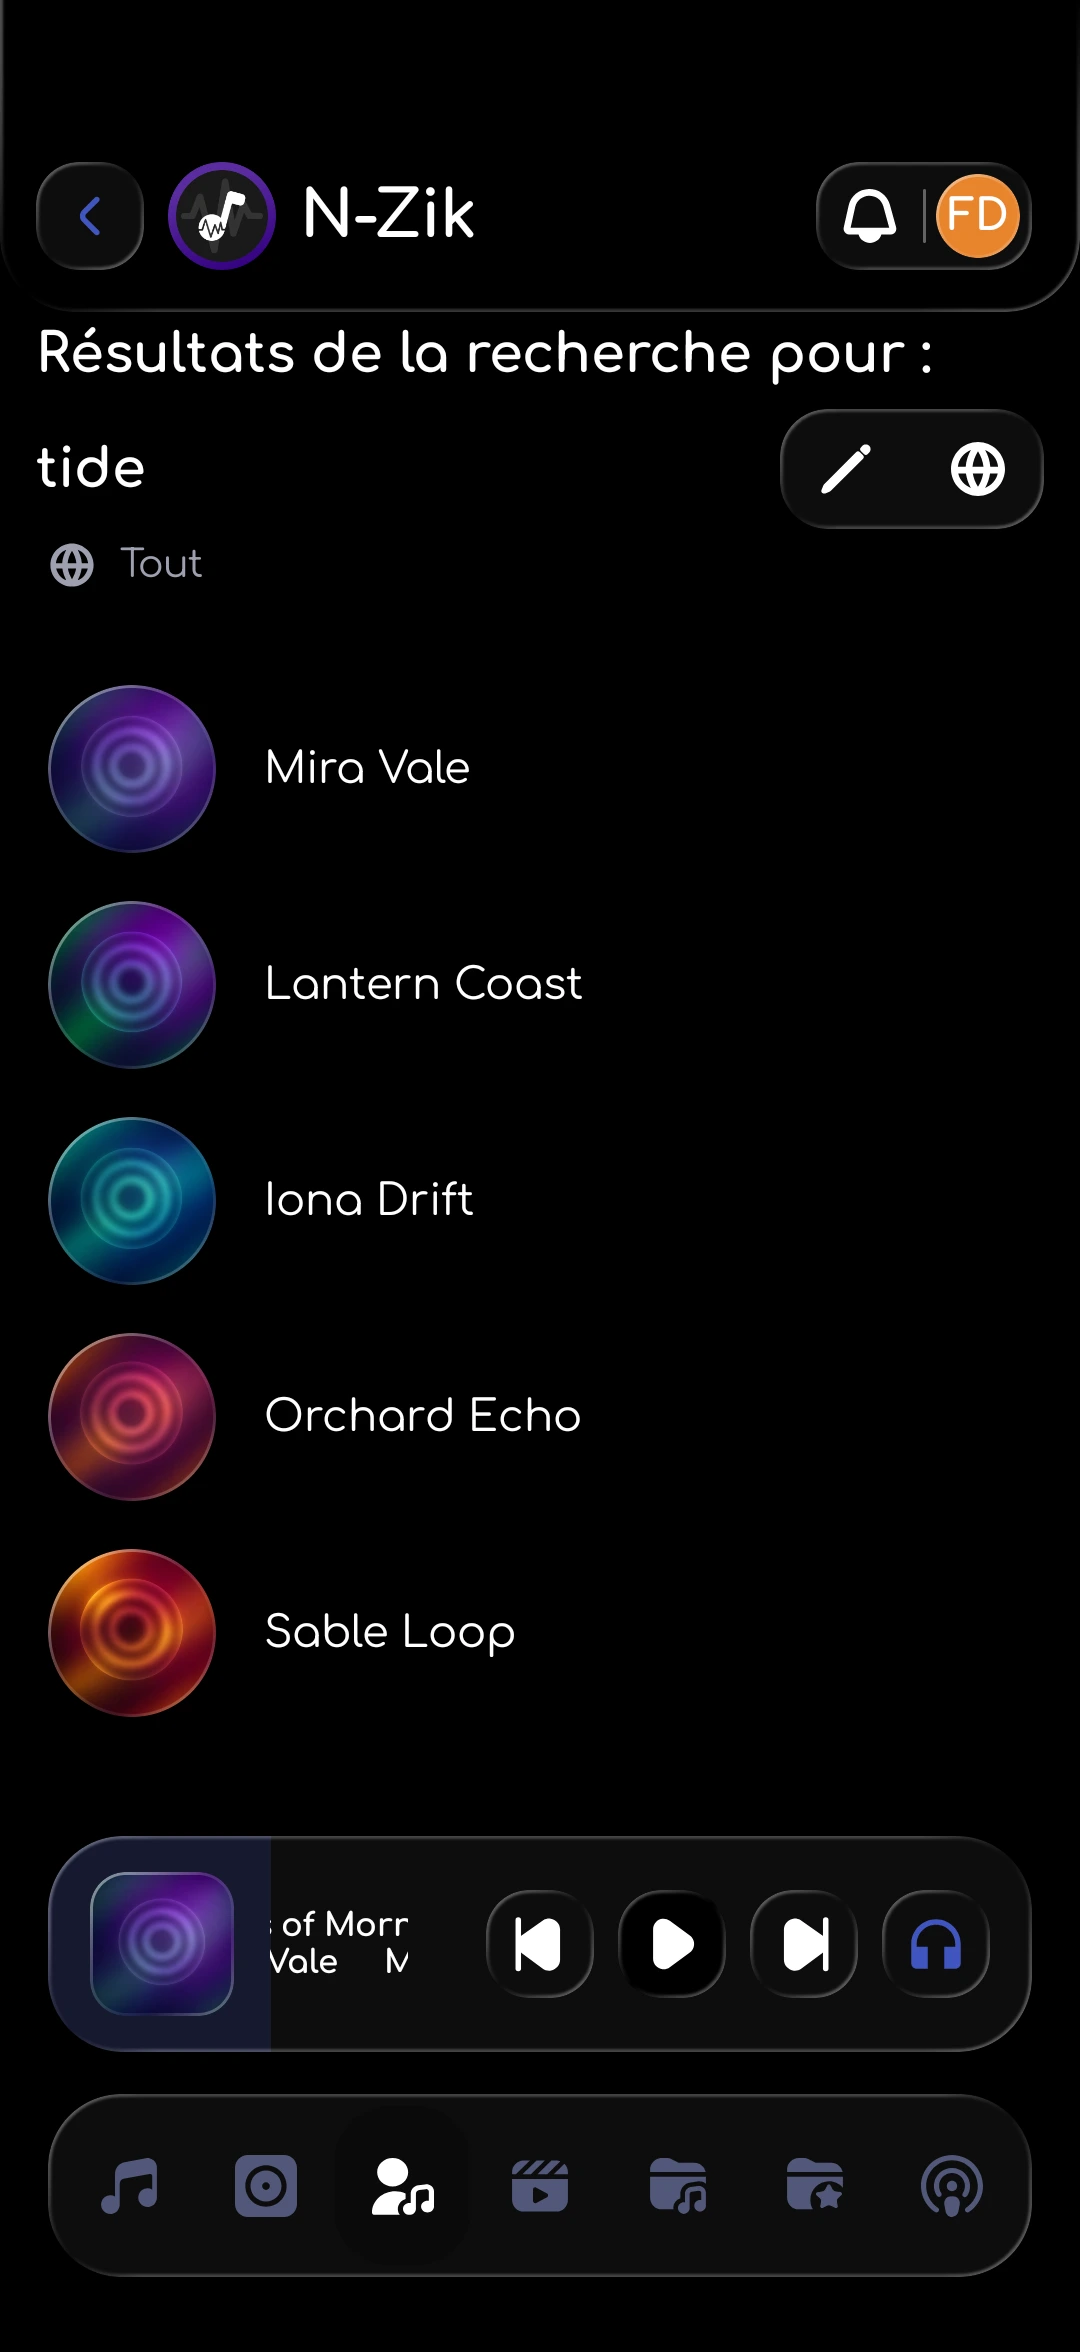 N-Zik
FD
Résultats de la recherche pour :
tide
Tout
Mira Vale
Lantern Coast
Iona Drift
Orchard Echo
Sable Loop
of Morr
Vale M